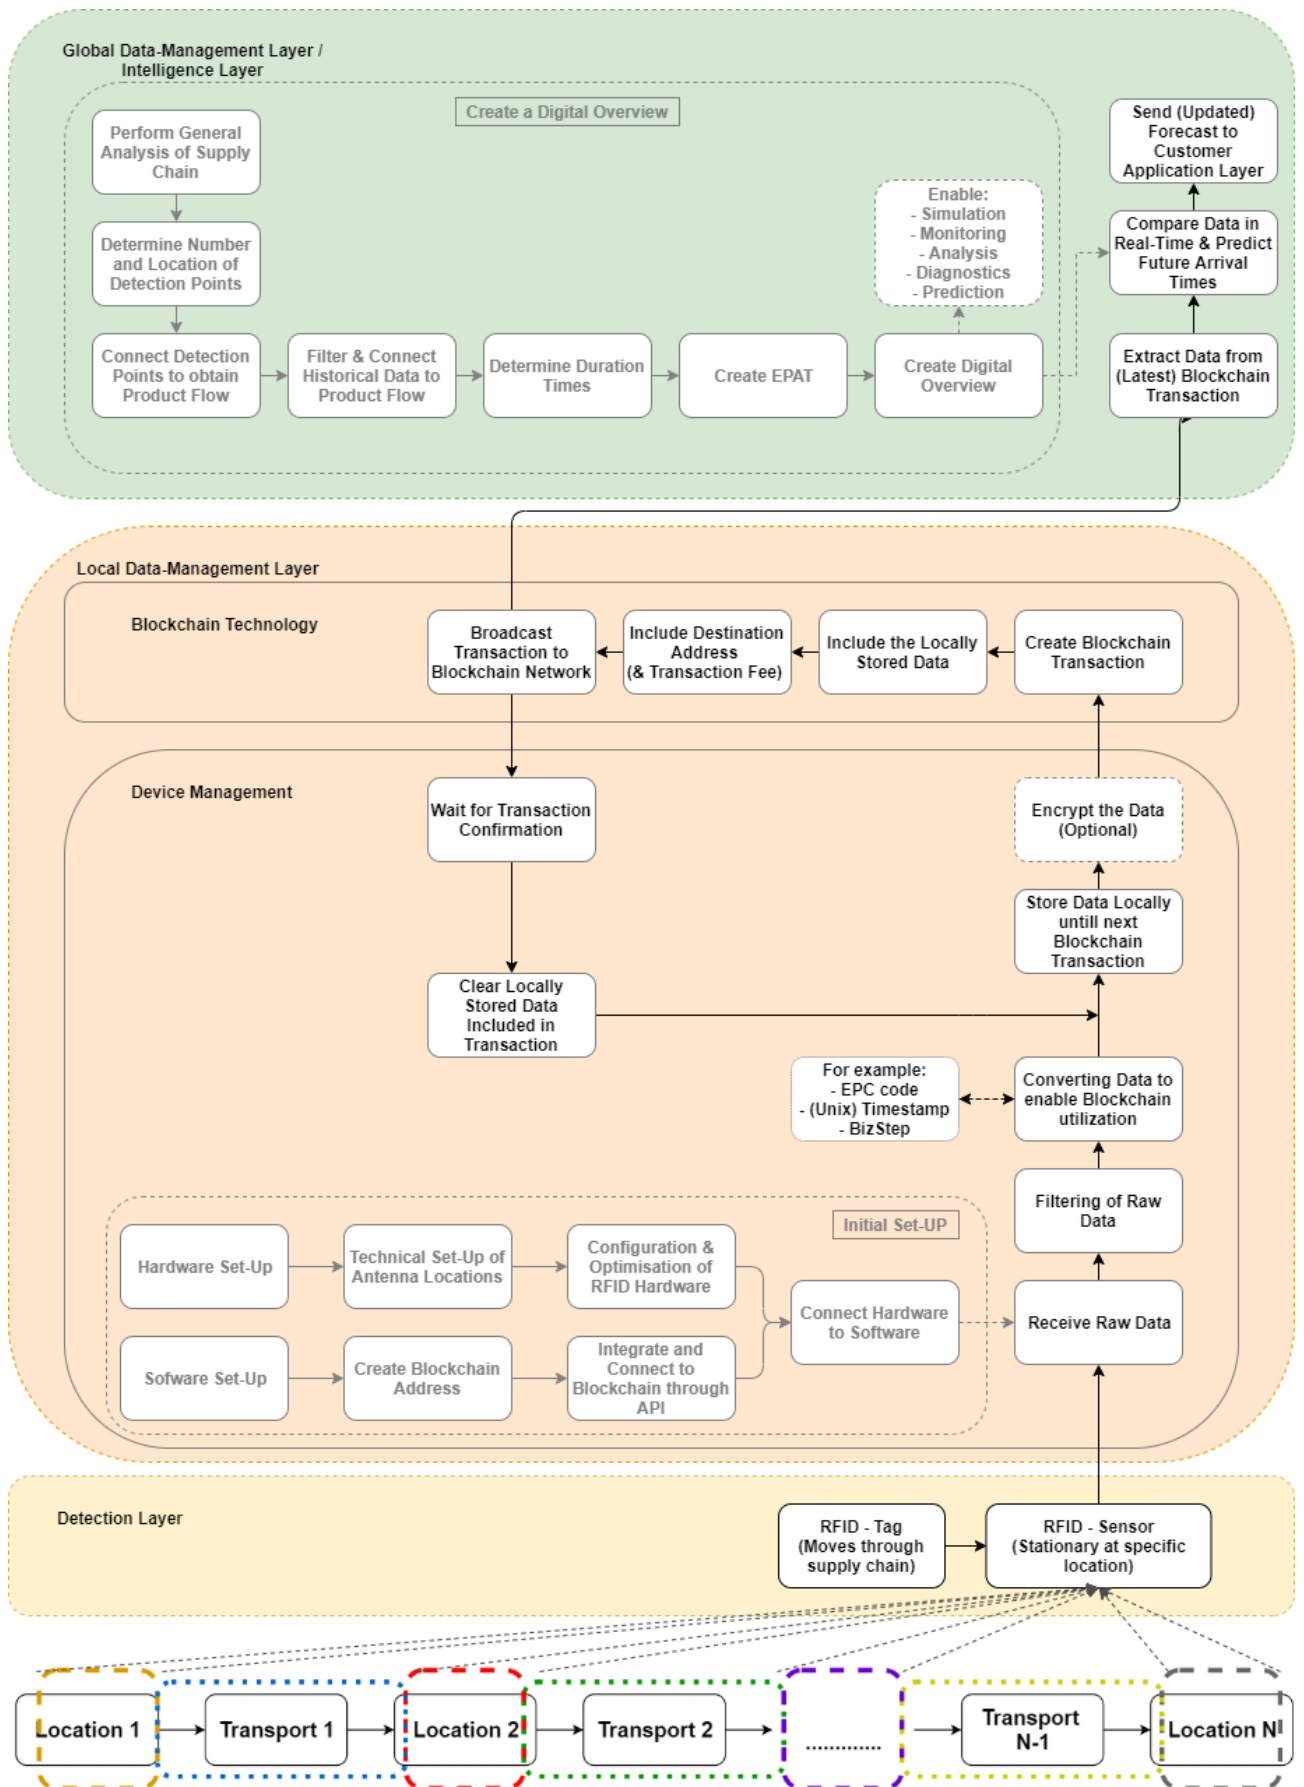 Global Data-Management Layer /
Intelligence Layer
Create a Digital Overview
Perform General
Analysis of Supply
Chain
Send (Updated)
Forecast to
Customer
Application Layer
Enable:
- Simulation
- Monitoring
- Analysis
- Diagnostics
- Prediction
Determine Number
and Location of
Detection Points
Compare Data in
Real-Time & Predict
Future Arrival
Times
Connect Detection
Points to obtain
Product Flow
Filter & Connect
Historical Data to
Product Flow
Determine Duration
Times
Create EPAT
Create Digital
Overview
Extract Data from
(Latest) Blockchain
Transaction
Local Data-Management Layer
Blockchain Technology
Broadcast
Transaction to
Blockchain Network
Include Destination
Address
(& Transaction Fee)
Include the Locally
Stored Data
Create Blockchain
Transaction
Device Management
Wait for Transaction
Confirmation
Encrypt the Data
(Optional)
Store Data Locally
untill next
Blockchain
Transaction
Clear Locally
Stored Data
Included in
Transaction
For example:
- EPC code
- (Unix) Timestamp
- BizStep
Converting Data to
enable Blockchain
utilization
Filtering of Raw
Data
Initial Set-UP
Hardware Set-Up
Technical Set-Up of
Antenna Locations
Configuration &
Optimisation of
RFID Hardware
Connect Hardware
to Software
Receive Raw Data
Sofware Set-Up
Create Blockchain
Address
Integrate and
Connect to
Blockchain through
API
Detection Layer
RFID - Tag
(Moves through
supply chain)
RFID - Sensor
(Stationary at specific
location)
Location 1
Transport 1
Location 2
Transport 2
.............
Transport
N-1
Location N